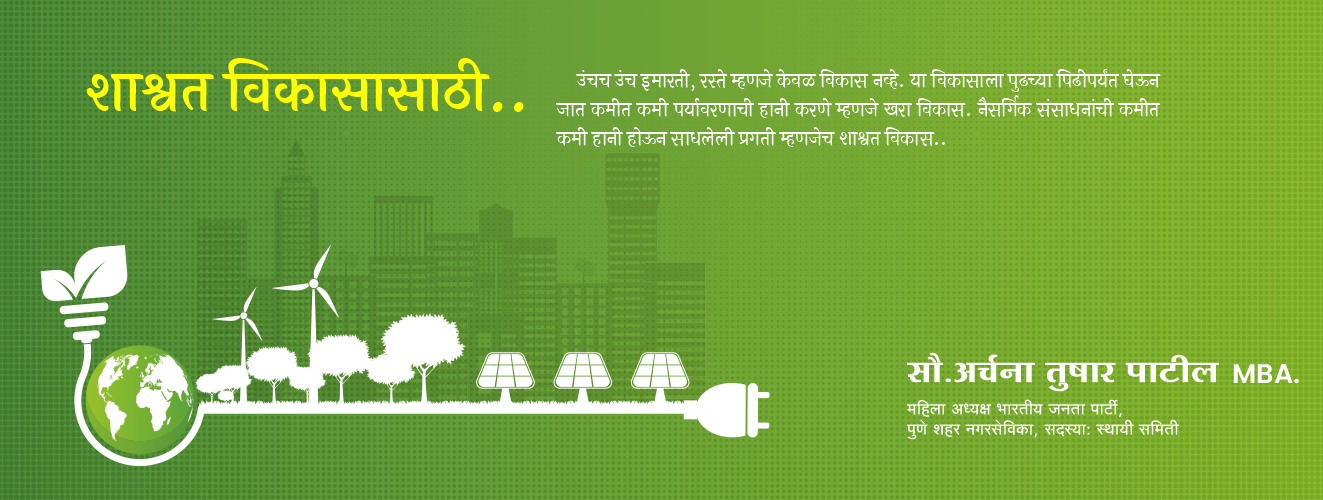 शाश्वत विकासासाठी..
उंचच उंच इमारती, रस्ते म्हणजे केवळ विकास नव्हे. या विकासाला पुढच्या पिढीपर्यंत घेऊन
जात कमीत कमी पर्यावरणाची हानी करणे म्हणजे खरा विकास. नैसर्गिक संसाधनांची कमीत
कमी हानी होऊन साधलेली प्रगती म्हणजेच शाश्वत विकास..
सौ.अर्चना तुषार पाटील MBA.
महिला अध्यक्ष भारतीय जनता पार्टी,
पुणे शहर नगरसेविका, सदस्या: स्थायी समिती